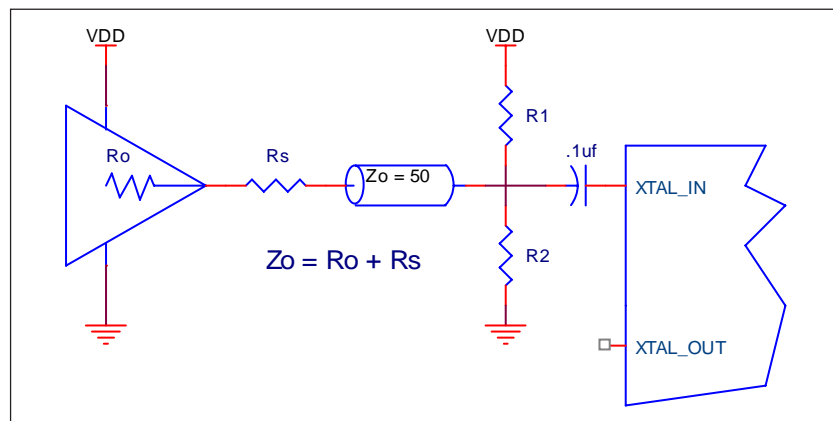 VDD
VDD
R1
Ro
Rs
Zo = 50
.1uf
XTAL_IN
Zo = Ro + Rs
R2
XTAL_OUT